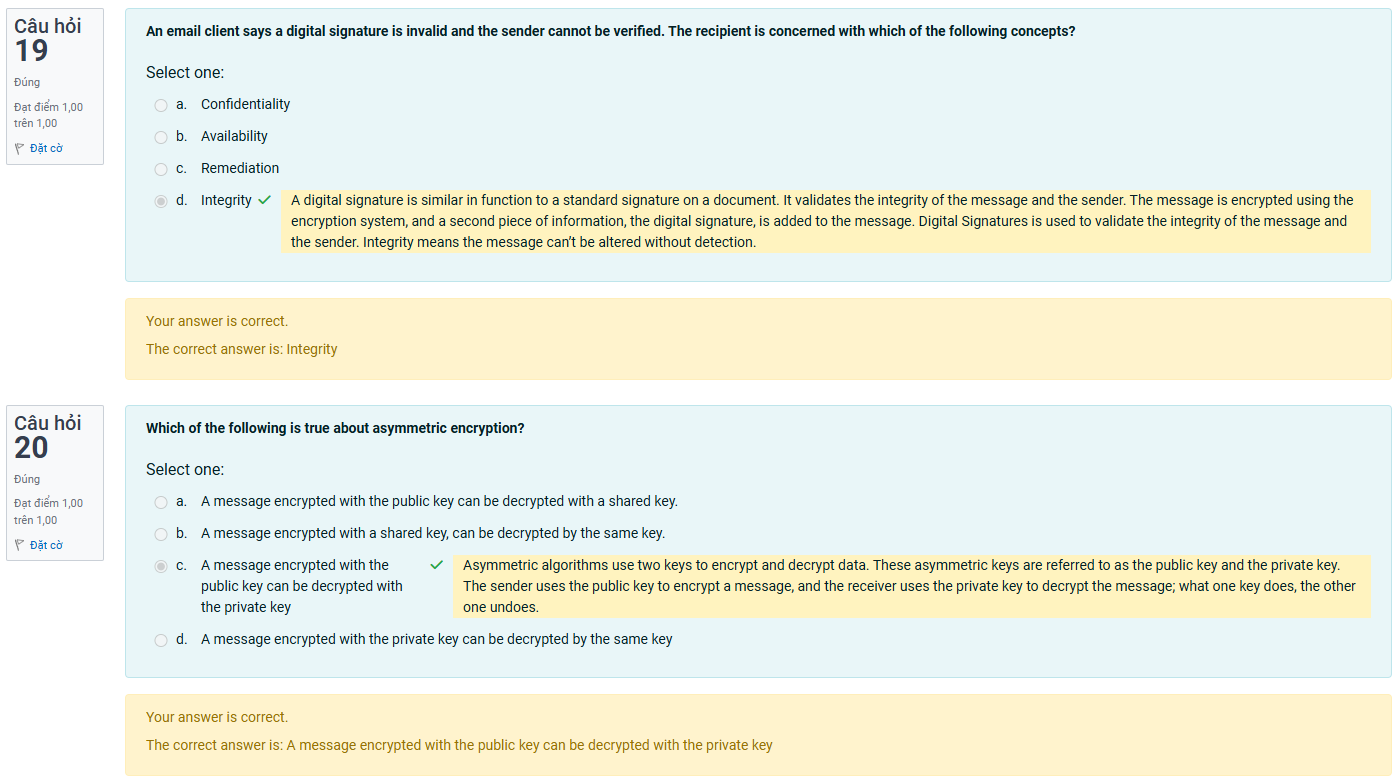 Câu hỏi
19
Đúng
Đạt điểm 1,00
trên 1,00
Đặt cờ
An email client says a digital signature is invalid and the sender cannot be verified. The recipient is concerned with which of the following concepts?
Select one:
a. Confidentiality
b. Availability
c. Remediation
d. Integrity
A digital signature is similar in function to a standard signature on a document. It validates the integrity of the message and the sender. The message is encrypted using the
encryption system, and a second piece of information, the digital signature, is added to the message. Digital Signatures is used to validate the integrity of the message and
the sender. Integrity means the message can't be altered without detection.
Your answer is correct.
The correct answer is: Integrity
Câu hỏi
20
Đúng
Đạt điểm 1,00
trên 1,00
Đặt cờ
Which of the following is true about asymmetric encryption?
Select one:
a. A message encrypted with the public key can be decrypted with a shared key.
b. A message encrypted with a shared key, can be decrypted by the same key.
c. A message encrypted with the
public key can be decrypted with
the private key
Asymmetric algorithms use two keys to encrypt and decrypt data. These asymmetric keys are referred to as the public key and the private key.
The sender uses the public key to encrypt a message, and the receiver uses the private key to decrypt the message; what one key does, the other
one undoes.
d. A message encrypted with the private key can be decrypted by the same key
Your answer is correct.
The correct answer is: A message encrypted with the public key can be decrypted with the private key